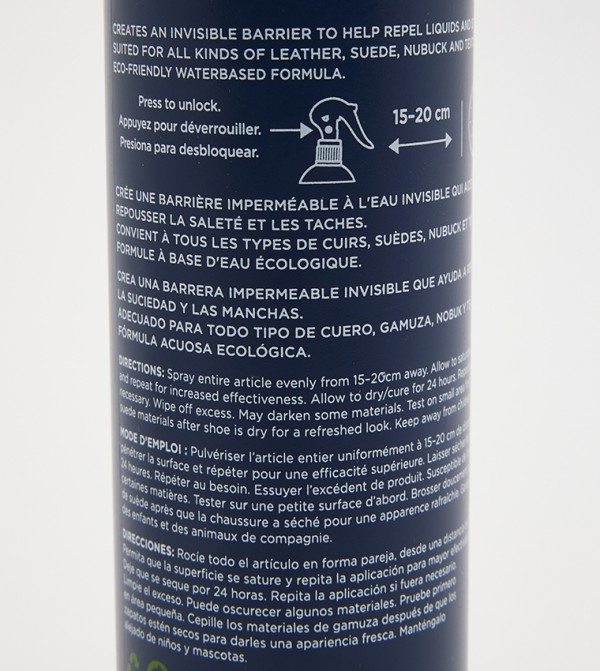 CREATES AN INVISIBLE BARRIER TO HELP REPEL LIQUIDS AND
SUITED FOR ALL KINDS OF LEATHER, SUEDE, NUBUCK AND
ECO-FRIENDLY WATERBASED FORMULA.
Press to unlock.
Appuyez pour déverrouiller.
Presiona para desbloquear.
15-20 cm
CRÉE UNE BARRIÈRE IMPERMÉABLE À L'EAU INVISIBLE QUI
REPOUSSER LA SALETÉ ET LES TACHES.
CONVIENT À TOUS LES TYPES DE CUIRS, SUÈDES, NUBUCK ET
FORMULE À BASE D'EAU ÉCOLOGIQUE.
CREA UNA BARRERA IMPERMEABLE INVISIBLE QUE AYUDA A
LA SUCIEDAD Y LAS MANCHAS.
ADECUADO PARA TODO TIPO DE CUERO, GAMUZA, NOBUK Y
FÓRMULA ACUOSA ECOLÓGICA.
DIRECTIONS: Spray entire article evenly from 15-20cm away. Allow to
and repeat for increased effectiveness. Allow to dry/cure for 24 hours.
necessary. Wipe off excess. May darken some materials. Test on small area
suede materials after shoe is dry for a refreshed look. Keep away from
MODE D'EMPLOI : Pulvériser l'article entier uniformément à 15-20 cm de
pénétrer la surface et répéter pour une efficacité supérieure. Laisser sécher
24 heures. Répéter au besoin. Essuyer l'excédent de produit. Susceptible de
certaines matières. Tester sur une petite surface d'abord. Brosser
de suède après que la chaussure a séché pour une apparence rafraîchie.
des enfants et des animaux de compagnie.
DIRECCIONES: Rocíe todo el artículo en forma pareja, desde una distancia
Permita que la superficie se sature y repita la aplicación para mayor
Deje que se seque por 24 horas. Repita la aplicación si fuera necesario.
Limpie el exceso. Puede oscurecer algunos materiales. Pruebe primero
en área pequeña. Cepille los materiales de gamuza después de que los
zapatos estén secos para darles una apariencia fresca. Manténgalo
alejado de niños y mascotas.